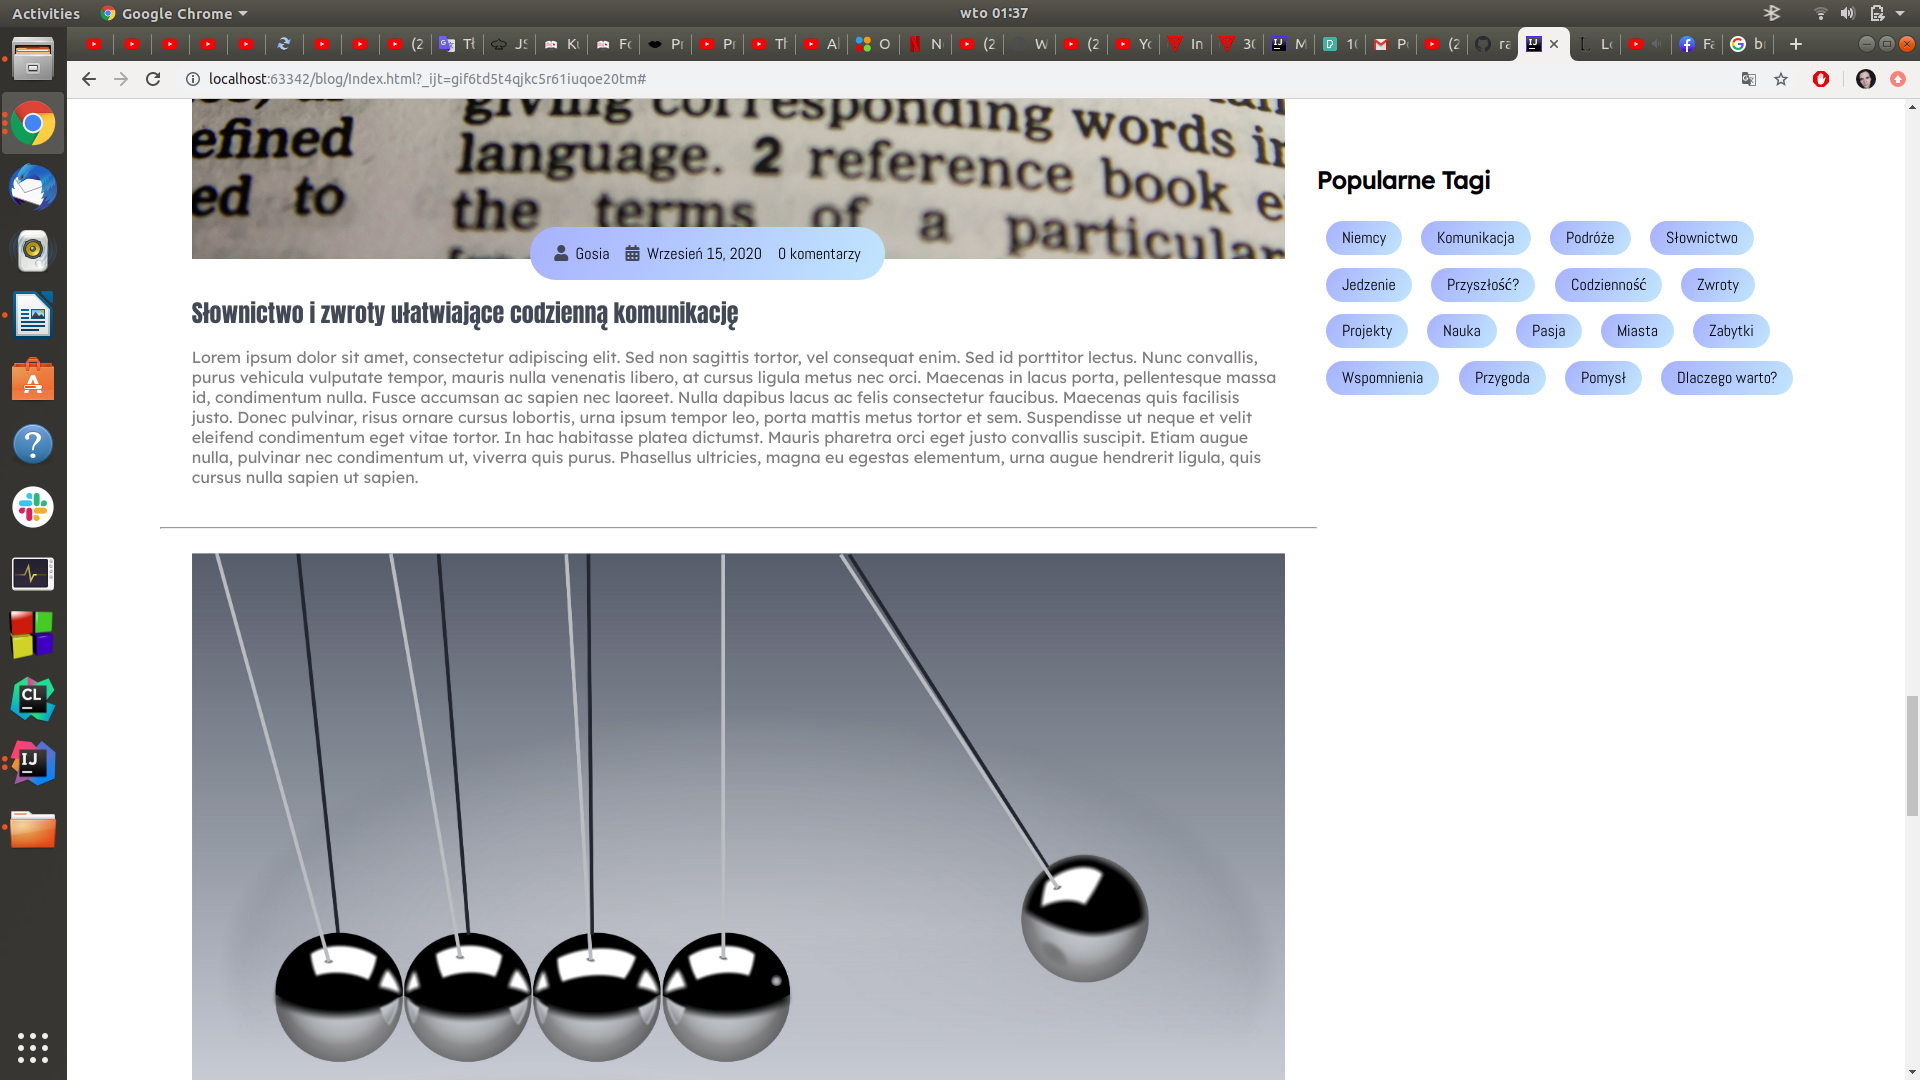 Activities
Google Chrome
wto 01:37
(2
Tł
JS
Kt
Fc
Pr
Pr
Tł
Al
O
N
(2
W
(2
Yc
In
30
M
10
Pc
(2
ra
Lc
Fa
b
localhost:63342/blog/Index.html?_ijt=gif6td5t4qjkc5r61iuqoe20tm#
giving corresponding words in
efined
language. 2 reference book
ed to
the terms of a particular
Gosia
Wrzesień 15, 2020
0 komentarzy
Słownictwo i zwroty ułatwiające codzienną komunikację
Lorem ipsum dolor sit amet, consectetur adipiscing elit. Sed non sagittis tortor, vel consequat enim. Sed id porttitor lectus. Nunc convallis,
purus vehicula vulputate tempor, mauris nulla venenatis libero, at cursus ligula metus nec orci. Maecenas in lacus porta, pellentesque massa
id, condimentum nulla. Fusce accumsan ac sapien nec laoreet. Nulla dapibus lacus ac felis consectetur faucibus. Maecenas quis facilisis
justo. Donec pulvinar, risus ornare cursus lobortis, urna ipsum tempor leo, porta mattis metus tortor et sem. Suspendisse ut neque et velit
eleifend condimentum eget vitae tortor. In hac habitasse platea dictumst. Mauris pharetra orci eget justo convallis suscipit. Etiam augue
nulla, pulvinar nec condimentum ut, viverra quis purus. Phasellus ultricies, magna eu egestas elementum, urna augue hendrerit ligula, quis
cursus nulla sapien ut sapien.
Popularne Tagi
Niemcy
Komunikacja
Podróże
Słownictwo
Jedzenie
Przyszłość?
Codzienność
Zwroty
Projekty
Nauka
Pasja
Miasta
Zabytki
Wspomnienia
Przygoda
Pomysł
Dlaczego warto?
CL
IJ